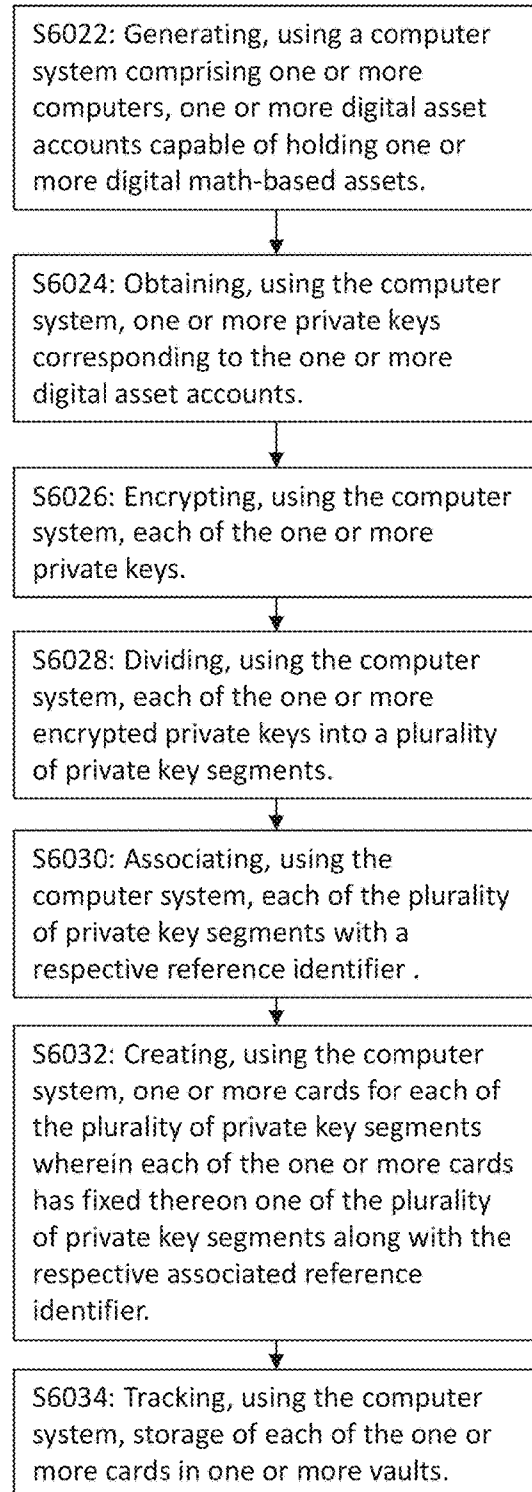 S6022: Generating, using a computer
system comprising one or more
computers, one or more digital asset
accounts capable of holding one or
more digital math-based assets.
S6024: Obtaining, using the computer
system, one or more private keys
corresponding to the one or more
digital asset accounts.
S6026: Encrypting, using the computer
system, each of the one or more
private keys.
S6028: Dividing, using the computer
system, each of the one or more
encrypted private keys into a plurality
of private key segments.
S6030: Associating, using the
computer system, each of the plurality
of private key segments with a
respective reference identifier .
S6032: Creating, using the computer
system, one or more cards for each of
the plurality of private key segments
wherein each of the one or more cards
has fixed thereon one of the plurality
of private key segments along with the
respective associated reference
identifier.
S6034: Tracking, using the computer
system, storage of each of the one or
more cards in one or more vaults.